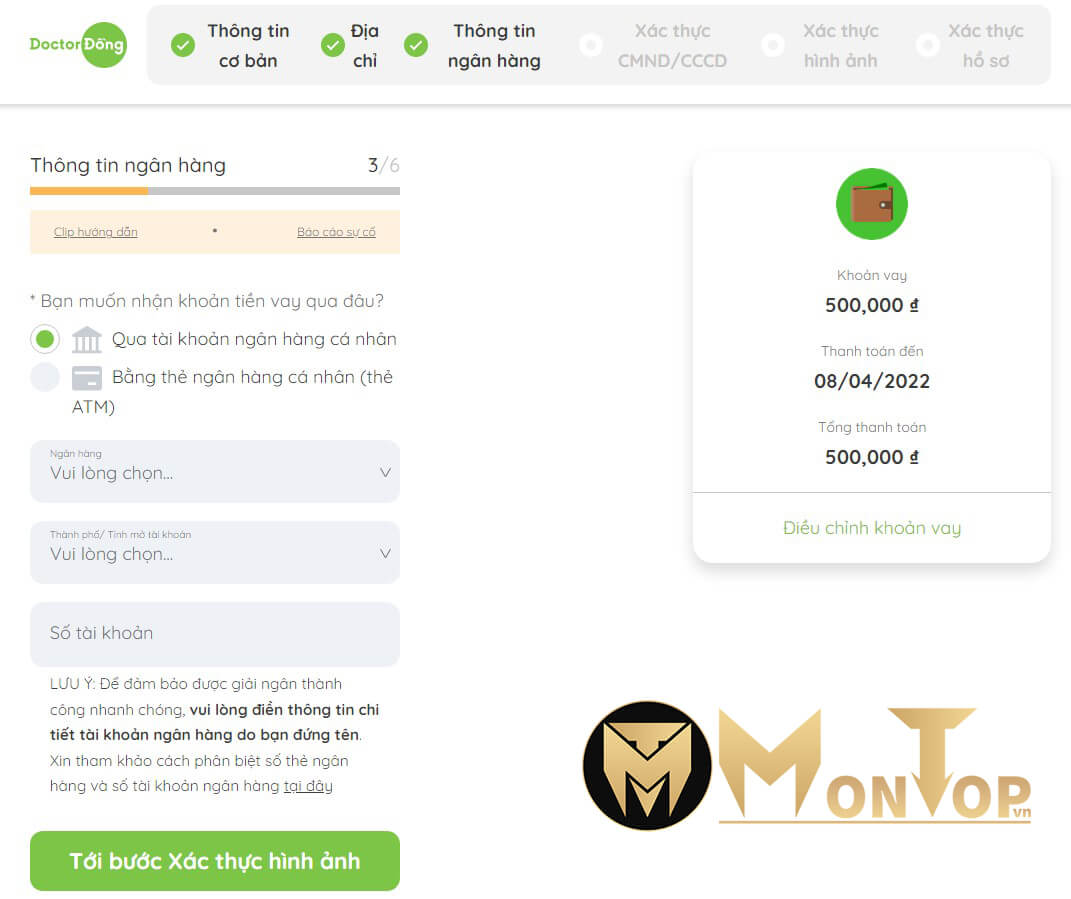 DoctorĐồng
Thông tin
cơ bản
Địa
chỉ
Thông tin
ngân hàng
Xác thực
CMND/CCCD
Xác thực
hình ảnh
Xác thực
hồ sơ
Thông tin ngân hàng 3/6
Clip hướng dẫn • Báo cáo sự cố
* Bạn muốn nhận khoản tiền vay qua đâu?
Qua tài khoản ngân hàng cá nhân
Bằng thẻ ngân hàng cá nhân (thẻ
ATM)
Ngân hàng
Vui lòng chọn...
Thành phố/ Tỉnh mở tài khoản
Vui lòng chọn...
Số tài khoản
LƯU Ý: Để đảm bảo được giải ngân thành
công nhanh chóng, vui lòng điền thông tin chi
tiết tài khoản ngân hàng do bạn đứng tên.
Xin tham khảo cách phân biệt số thẻ ngân
hàng và số tài khoản ngân hàng tại đây
Tới bước Xác thực hình ảnh
Khoản vay
500,000 ₫
Thanh toán đến
08/04/2022
Tổng thanh toán
500,000 ₫
Điều chỉnh khoản vay
MONTOP.vn